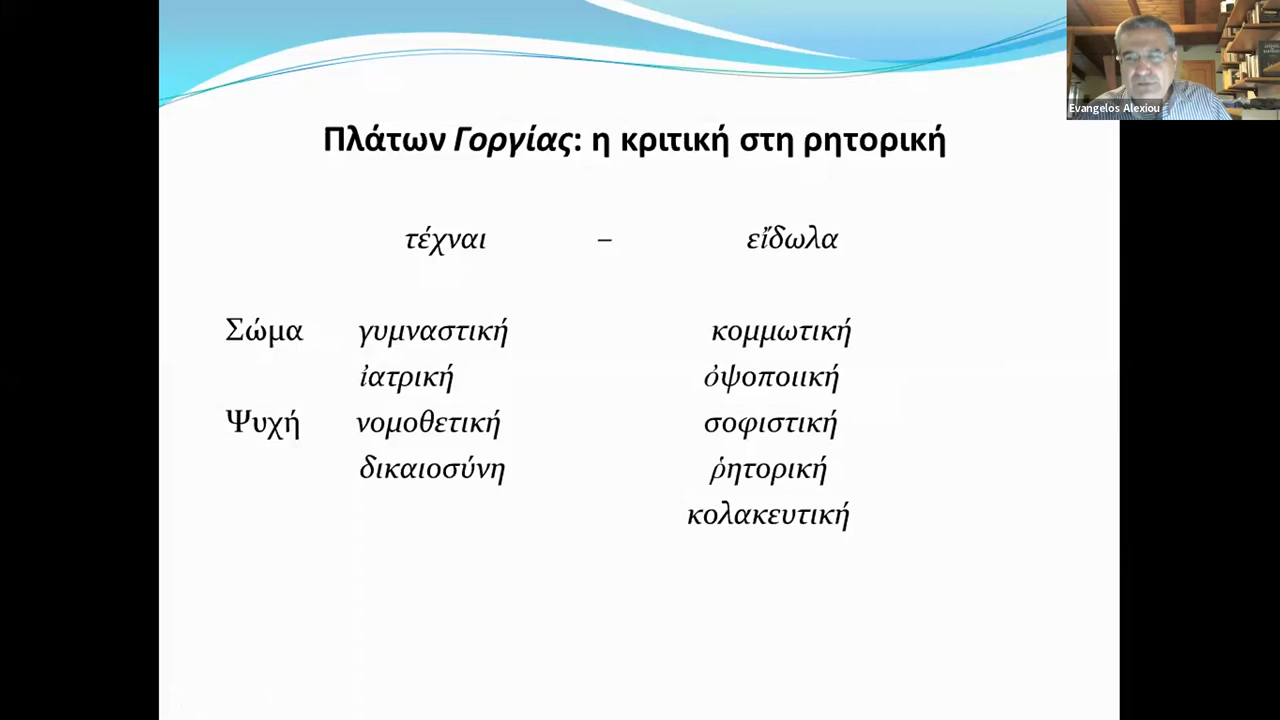 Evangelos Alexiou
Πλάτων Γοργίας: η κριτική στη ρητορική
τέχναι – εἴδωλα
Σώμα γυμναστική κομμωτική
ἰατρική ὀψοποιική
Ψυχή νομοθετική σοφιστική
δικαιοσύνη ῥητορική
κολακευτική